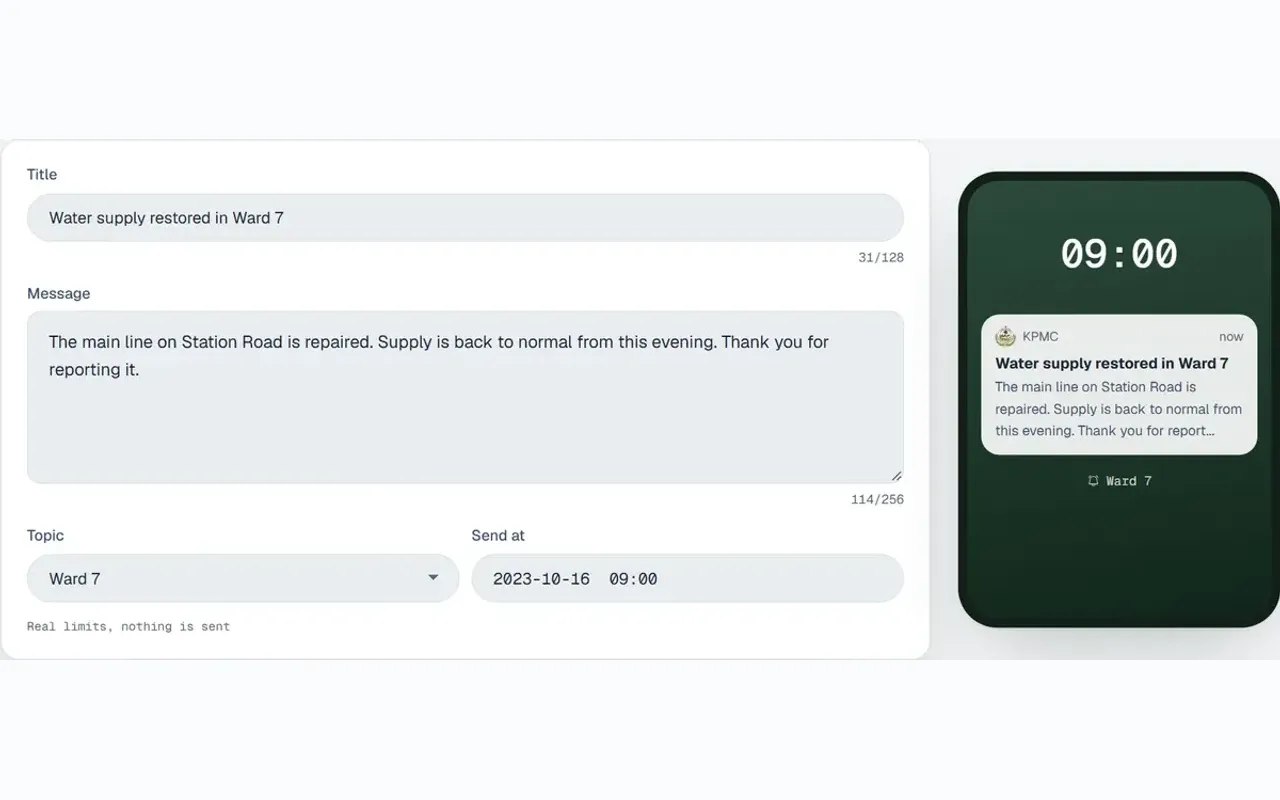 Title
Water supply restored in Ward 7
31/128
Message
The main line on Station Road is repaired. Supply is back to normal from this evening. Thank you for
reporting it.
114/256
Topic
Send at
Ward 7
2023-10-16 09:00
Real limits, nothing is sent
09:00
KPMC
now
Water supply restored in Ward 7
The main line on Station Road is
repaired. Supply is back to normal from
this evening. Thank you for report…
Ward 7